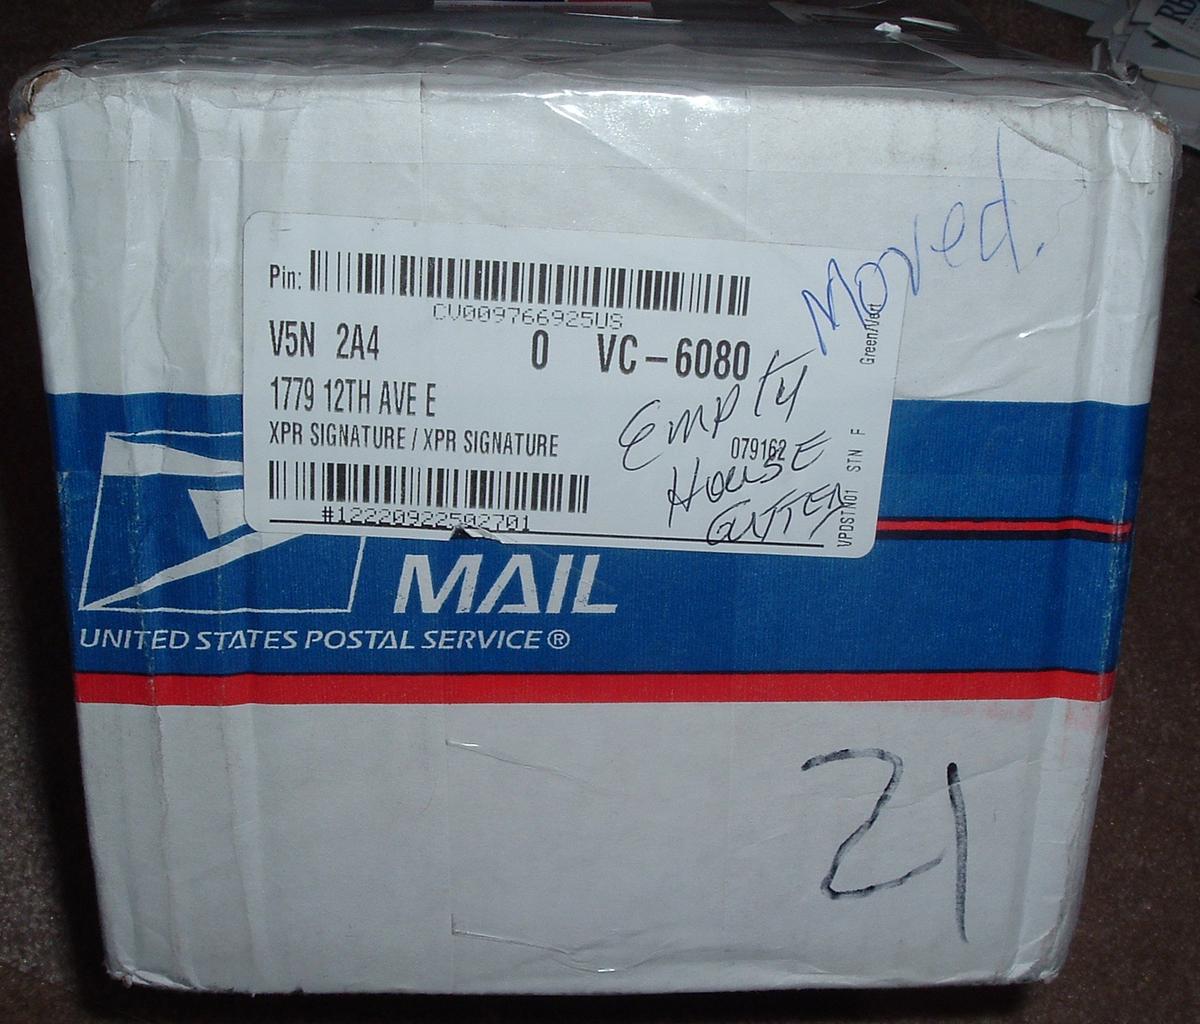 Moved.
Pin:
CV009766925US
V5N 2A4 0 VC-6080
1779 12TH AVE E
XPR SIGNATURE / XPR SIGNATURE
Empty
079162
HOUSE
GUTTED
#12220922502701
VPDSTN01 STN F Green/Vert
MAIL
UNITED STATES POSTAL SERVICE®
21